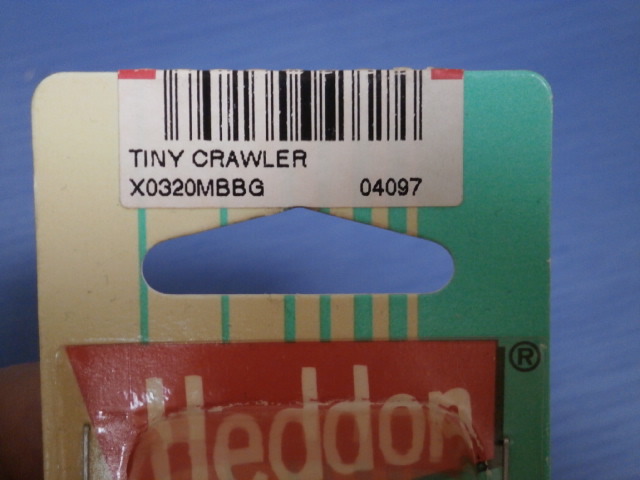 TINY CRAWLER
X0320MBBG 04097
Heddon ®